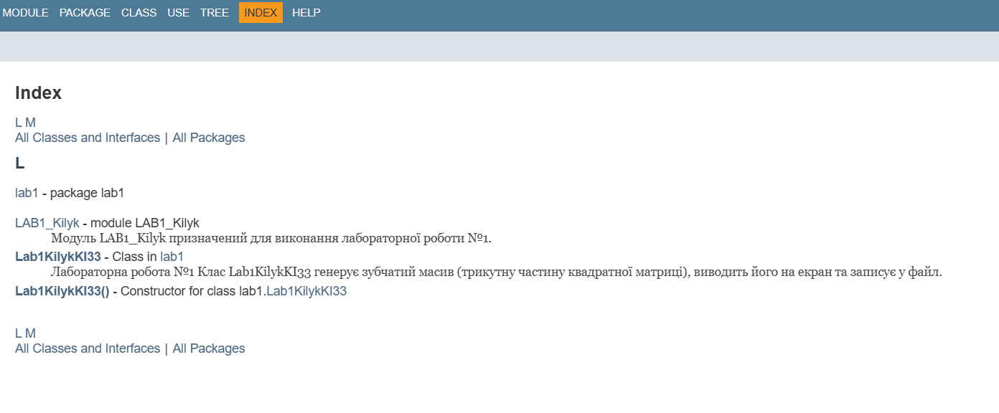 MODULE PACKAGE CLASS USE TREE INDEX HELP
Index
L M
All Classes and Interfaces | All Packages
L
lab1 - package lab1
LAB1_Kilyk - module LAB1_Kilyk
Модуль LAB1_Kilyk призначений для виконання лабораторної роботи №1.
Lab1KilykKI33 - Class in lab1
Лабораторна робота №1 Клас Lab1KilykKI33 генерує зубчатий масив (трикутну частину квадратної матриці), виводить його на екран та записує у файл.
Lab1KilykKI33() - Constructor for class lab1.Lab1KilykKI33
L M
All Classes and Interfaces | All Packages